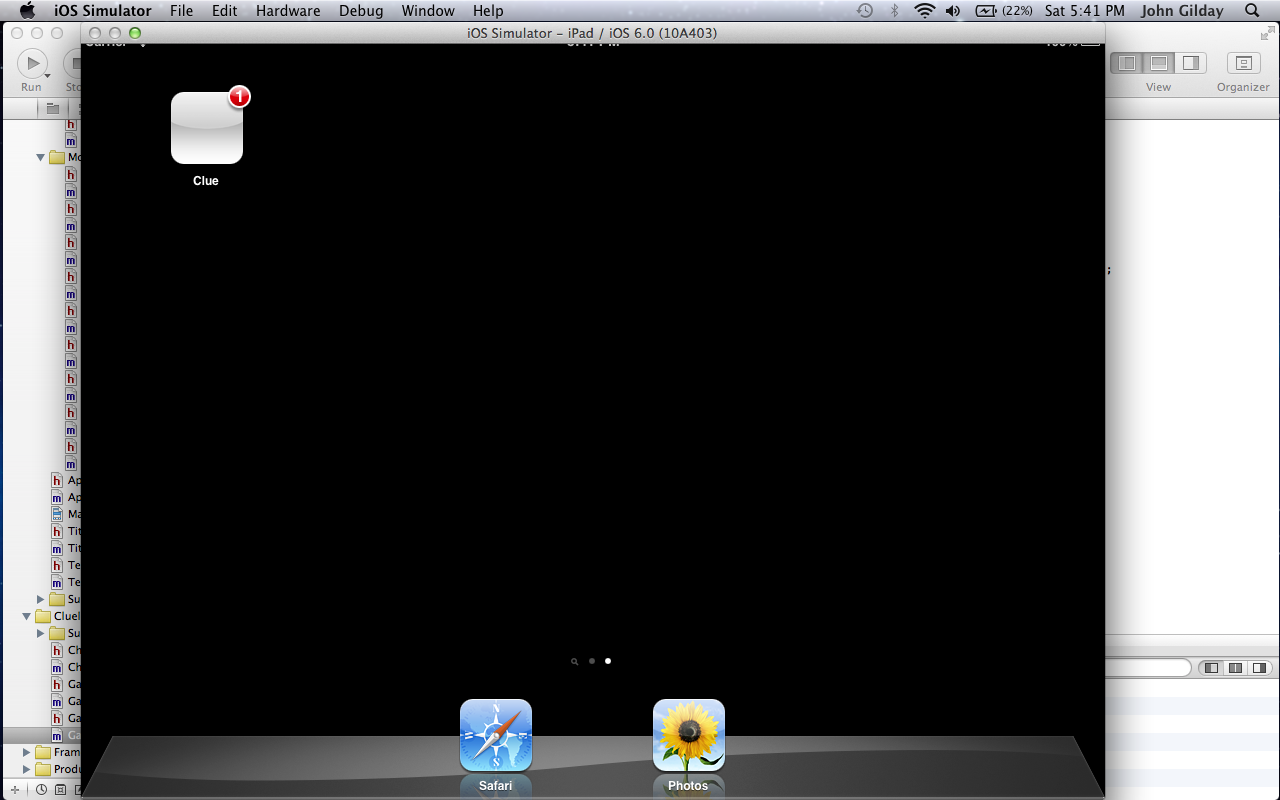 iOS Simulator File Edit Hardware Debug Window Help (22%) Sat 5:41 PM John Gilday
iOS Simulator – iPad / iOS 6.0 (10A403)
Run
View
Organizer
1
Clue
h
m
Mo
h
m
h
m
h
m
h
m
h
m
h
m
h
m
h
m
h
m
;
h Ap
m Ap
Ma
h Tit
m Tit
h Te
m Te
Su
Su
h Ch
m Ch
h Ga
m Ga
h Ga
m Ga
Fram
Produ
N
S
Safari
Photos